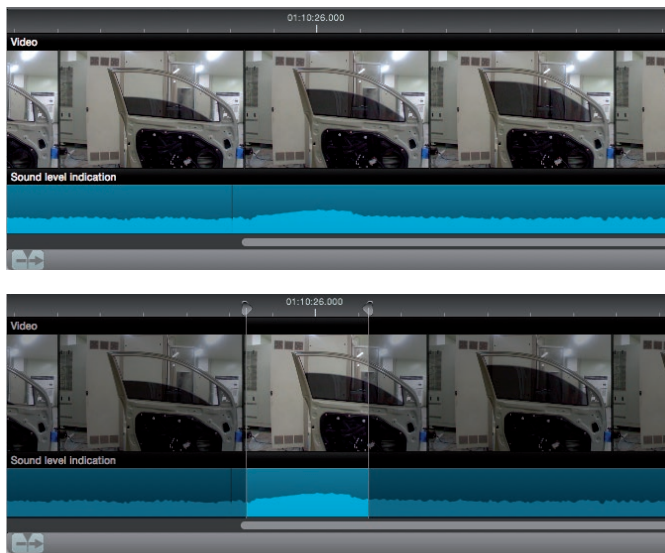 01:10:26.000
Video
Sound level indication
01:10:26.000
Video
Sound level indication